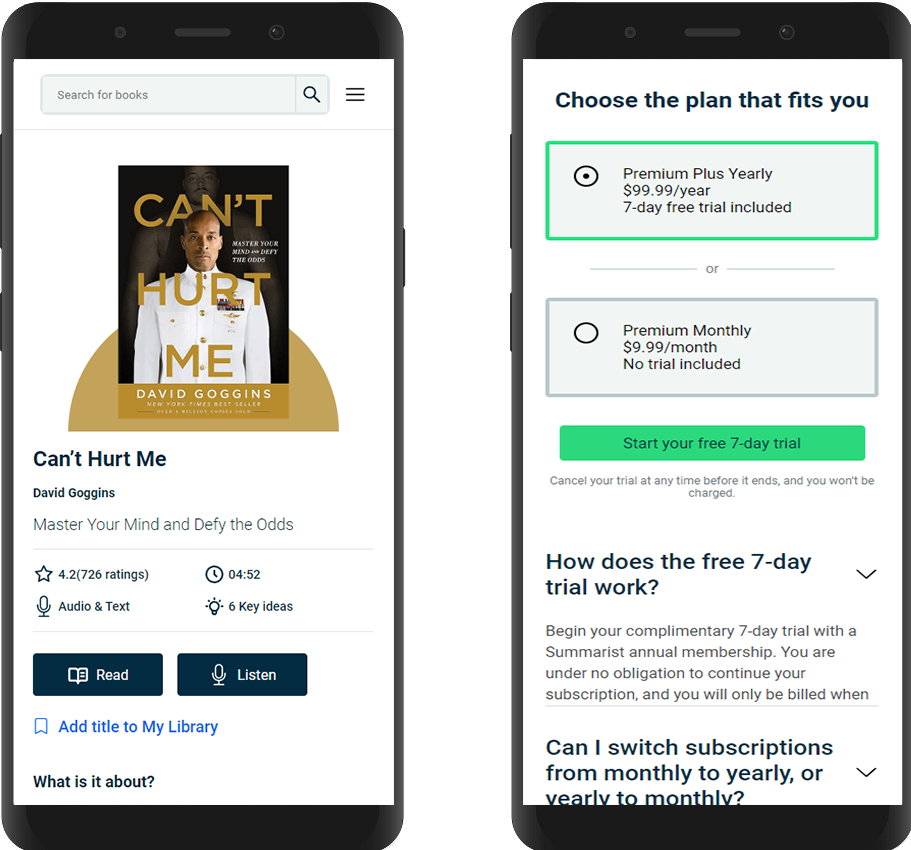 Search for books
CAN'T
MASTER YOUR
MIND AND DEFY
THE ODDS
HURT
ME
DAVID GOGGINS
NEW YORK TIMES BEST SELLER
OVER 4 MILLION COPIES SOLD
Can't Hurt Me
David Goggins
Master Your Mind and Defy the Odds
4.2(726 ratings)
04:52
Audio & Text
6 Key ideas
Read
Listen
Add title to My Library
What is it about?
Choose the plan that fits you
Premium Plus Yearly
$99.99/year
7-day free trial included
or
Premium Monthly
$9.99/month
No trial included
Start your free 7-day trial
Cancel your trial at any time before it ends, and you won't be
charged.
How does the free 7-day
trial work?
Begin your complimentary 7-day trial with a
Summarist annual membership. You are
under no obligation to continue your
subscription, and you will only be billed when
Can I switch subscriptions
from monthly to yearly, or
yearly to monthly?